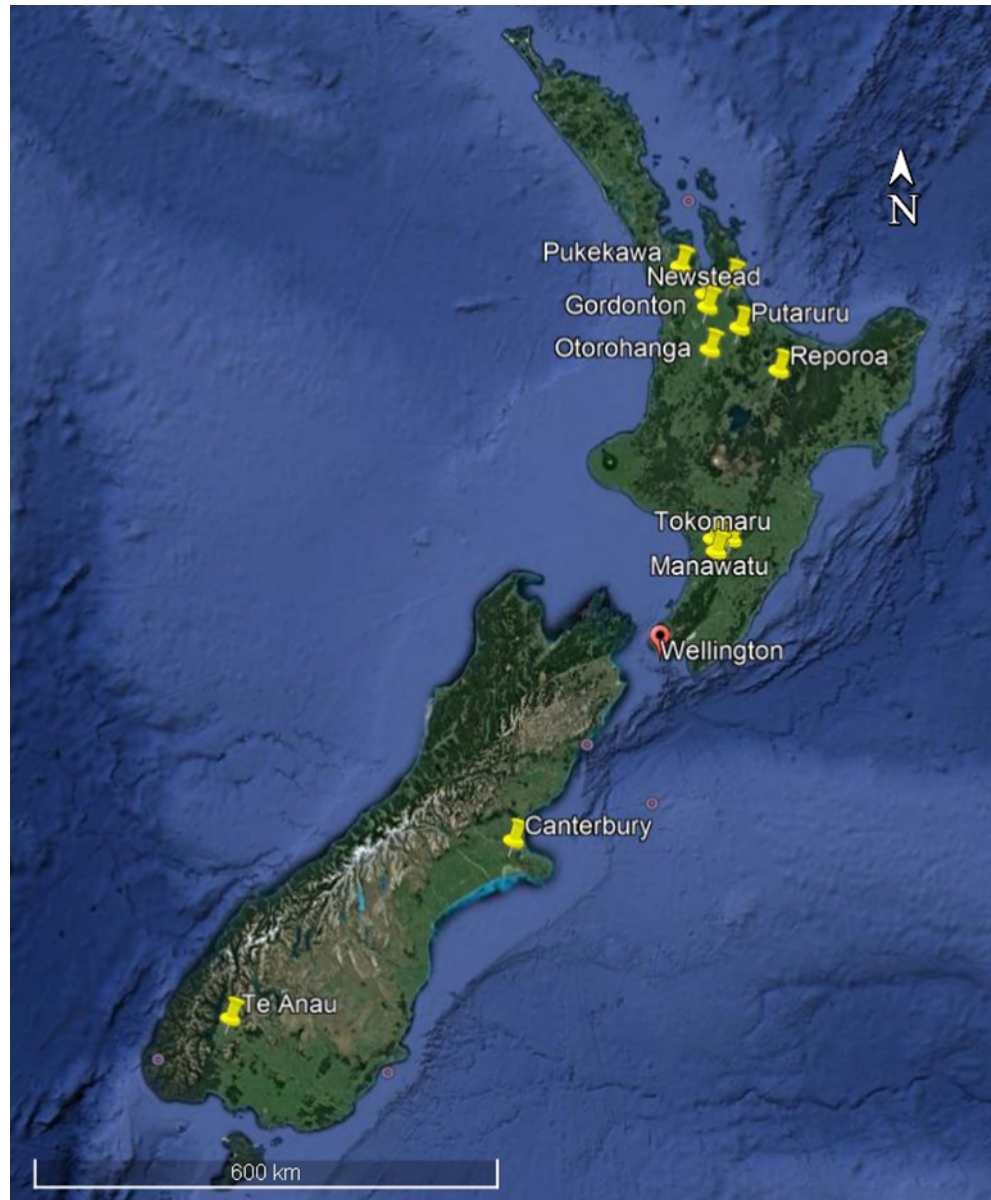 N
Pukekawa
Newstead
Gordonton
Putaruru
Otorohanga
Reporoa
Tokomaru
Manawatu
Wellington
Canterbury
Te Anau
600 km